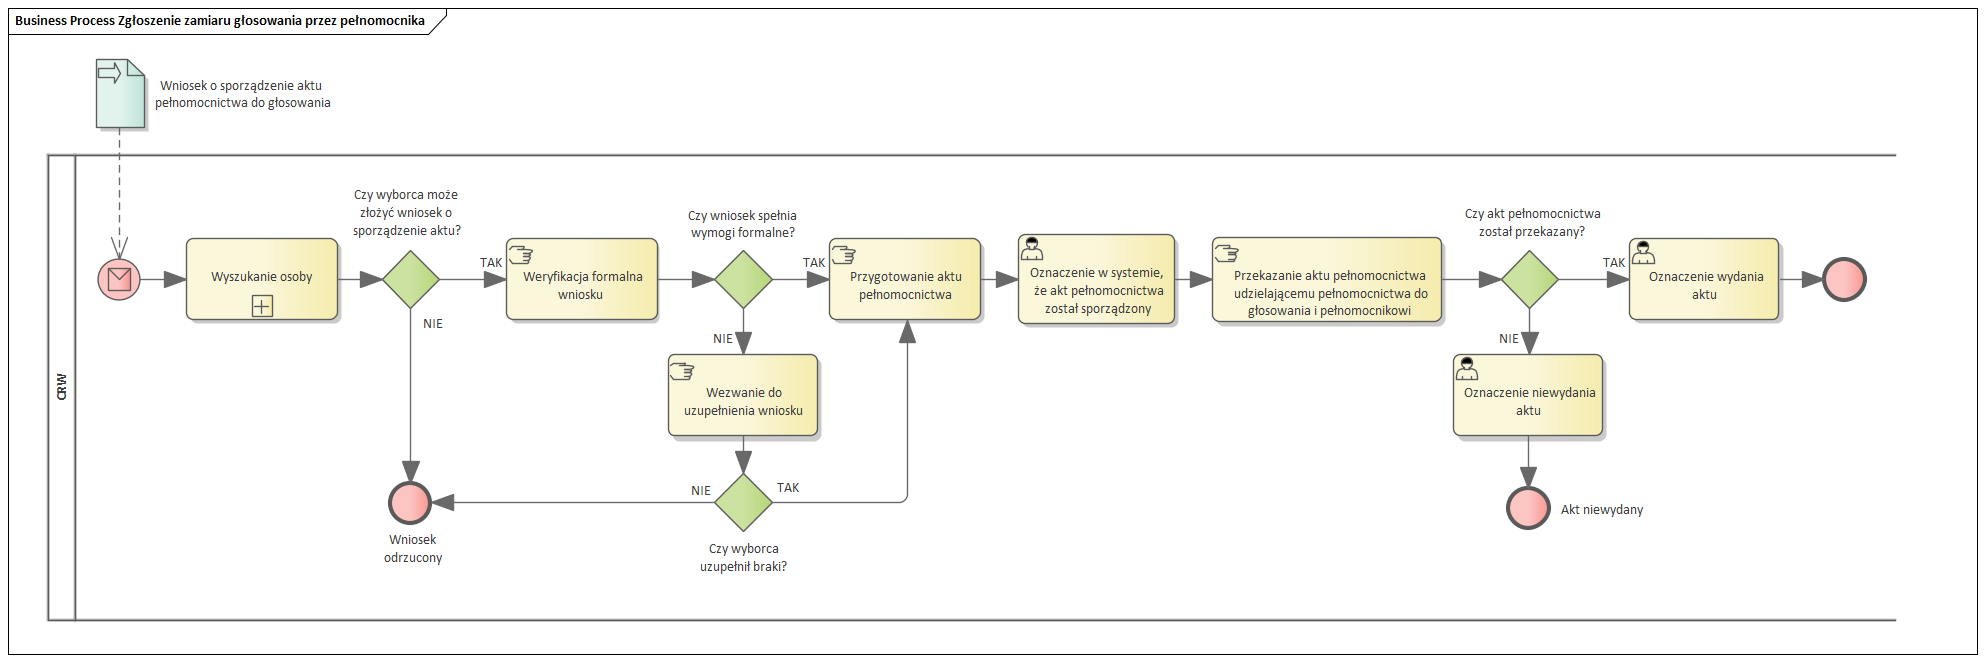 Business Process Zgłoszenie zamiaru głosowania przez pełnomocnika
Wniosek o sporządzenie aktu
pełnomocnictwa do głosowania
CRW
Wyszukanie osoby
Czy wyborca może
złożyć wniosek o
sporządzenie aktu?
TAK
NIE
Weryfikacja formalna
wniosku
Czy wniosek spełnia
wymogi formalne?
TAK
NIE
Przygotowanie aktu
pełnomocnictwa
Oznaczenie w systemie,
że akt pełnomocnictwa
został sporządzony
Przekazanie aktu pełnomocnictwa
udzielającemu pełnomocnictwa do
głosowania i pełnomocnikowi
Czy akt pełnomocnictwa
został przekazany?
TAK
NIE
Oznaczenie wydania
aktu
Wezwanie do
uzupełnienia wniosku
Oznaczenie niewydania
aktu
NIE
TAK
Czy wyborca
uzupełnił braki?
Wniosek
odrzucony
Akt niewydany